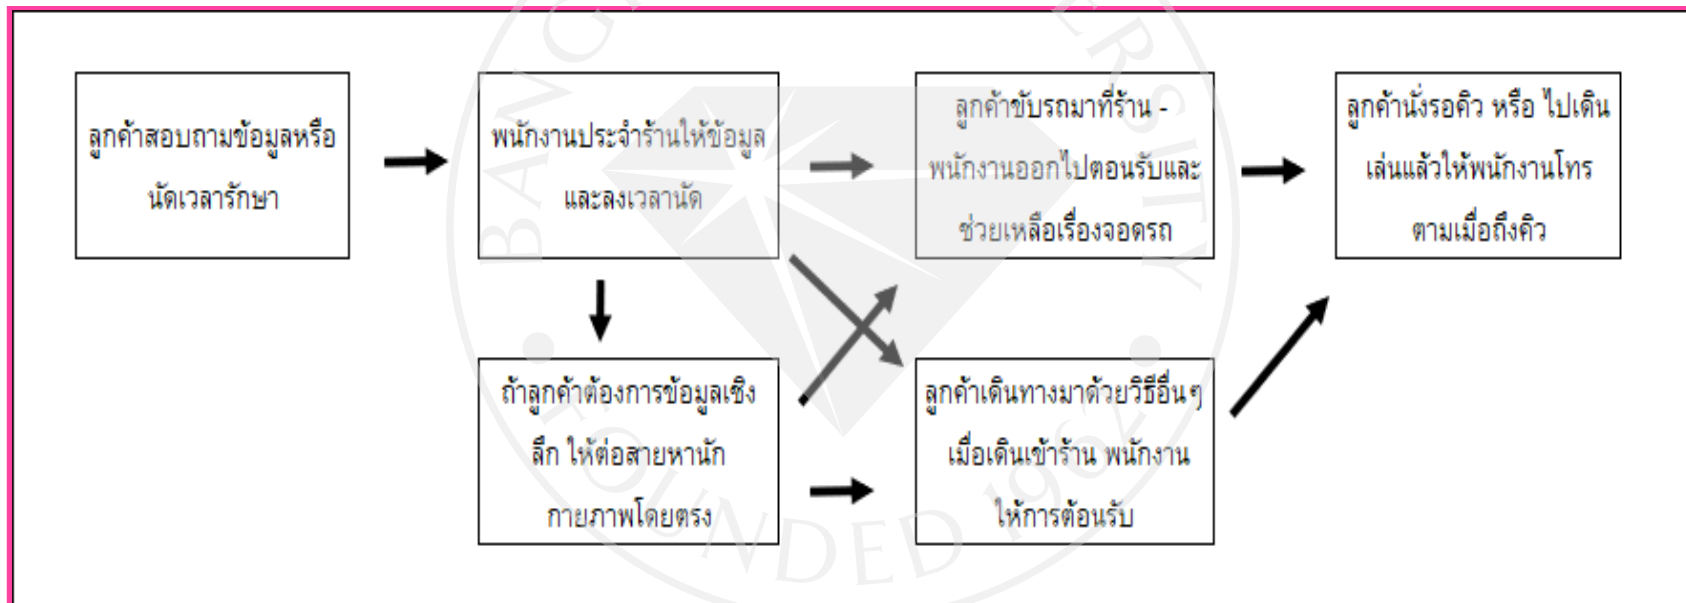 ลูกค้าสอบถามข้อมูลหรือ
นัดเวลารักษา
พนักงานประจำร้านให้ข้อมูล
และลงเวลานัด
ลูกค้าขับรถมาที่ร้าน -
พนักงานออกไปตอนรับและ
ช่วยเหลือเรื่องจอดรถ
ลูกค้านั่งรอคิว หรือ ไปเดิน
เล่นแล้วให้พนักงานโทร
ตามเมื่อถึงคิว
ถ้าลูกค้าต้องการข้อมูลเชิง
ลึก ให้ต่อสายหานัก
กายภาพโดยตรง
ลูกค้าเดินทางมาด้วยวิธีอื่นๆ
เมื่อเดินเข้าร้าน พนักงาน
ให้การต้อนรับ
FOUNDED 1962